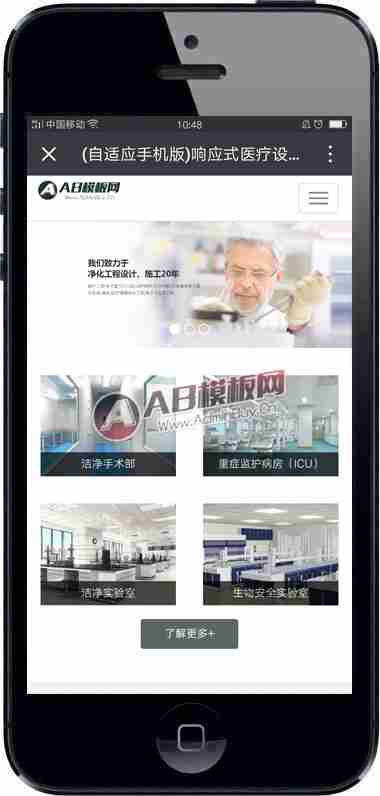 中国移动
10:48
(自适应手机版)响应式医疗设...
AB模板网
我们致力于
净化工程设计、施工20年
AB模板网
Www.AdminBuy.Cn
洁净手术部
重症监护病房（ICU）
洁净实验室
生物安全实验室
了解更多+